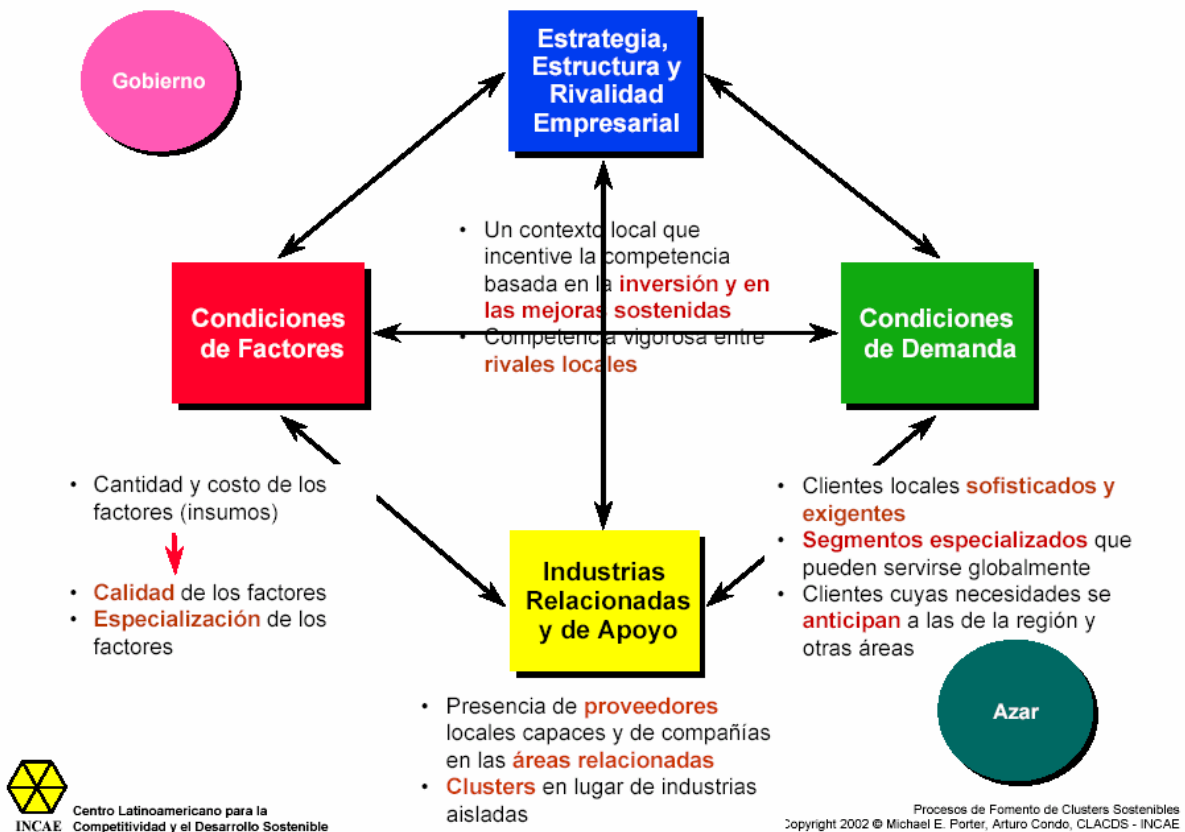 Gobierno
Estrategia,
Estructura y
Rivalidad
Empresarial
• Un contexto local que
incentive la competencia
basada en la inversión y en
las mejoras sostenidas
• Competencia vigorosa entre
rivales locales
Condiciones
de Factores
Condiciones
de Demanda
• Cantidad y costo de los
factores (insumos)
• Calidad de los factores
• Especialización de los
factores
Industrias
Relacionadas
y de Apoyo
• Clientes locales sofisticados y
exigentes
• Segmentos especializados que
pueden servirse globalmente
• Clientes cuyas necesidades se
anticipan a las de la región y
otras áreas
Azar
• Presencia de proveedores
locales capaces y de compañías
en las áreas relacionadas
• Clusters en lugar de industrias
aisladas
INCAE
Centro Latinoamericano para la
Competitividad y el Desarrollo Sostenible
Procesos de Fomento de Clusters Sostenibles
Copyright 2002 © Michael E. Porter, Arturo Condo, CLACDS - INCAE